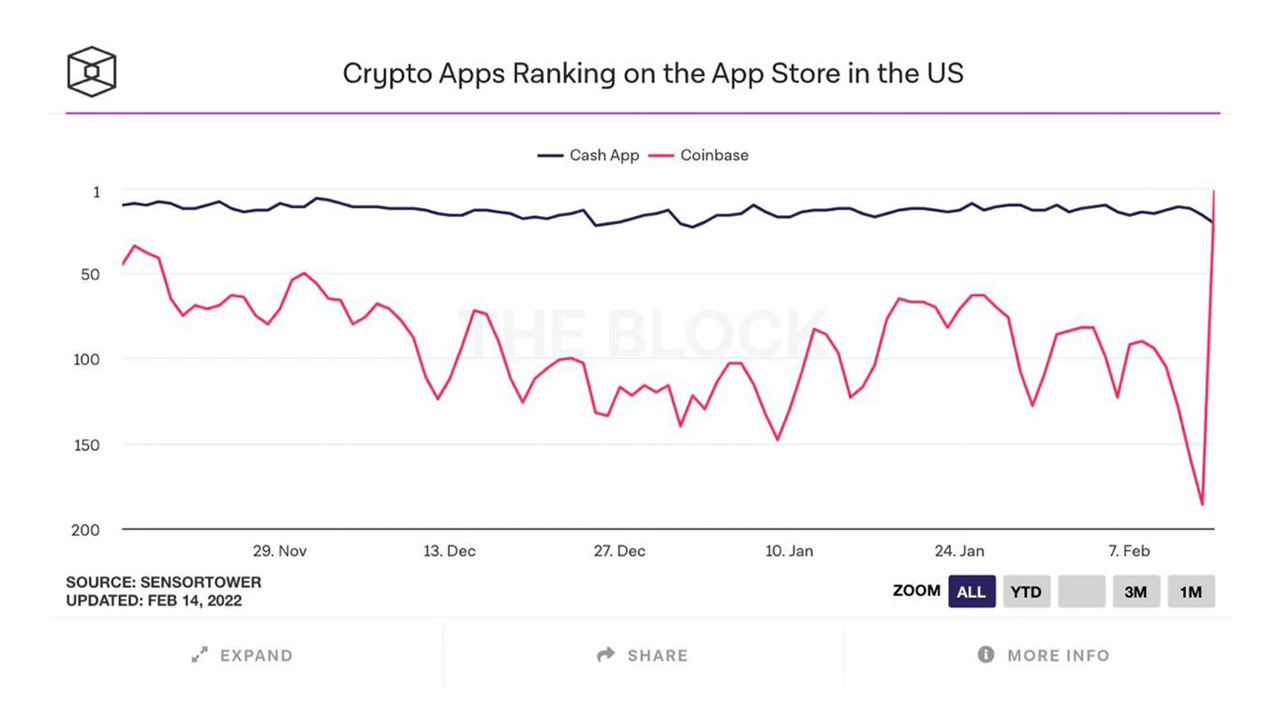 Crypto Apps Ranking on the App Store in the US
Cash App Coinbase
1
50
THE BLOCK
100
150
200
29. Nov 13. Dec 27. Dec 10. Jan 24. Jan 7. Feb
SOURCE: SENSORTOWER
UPDATED: FEB 14, 2022
ZOOM ALL YTD 3M 1M
EXPAND SHARE MORE INFO